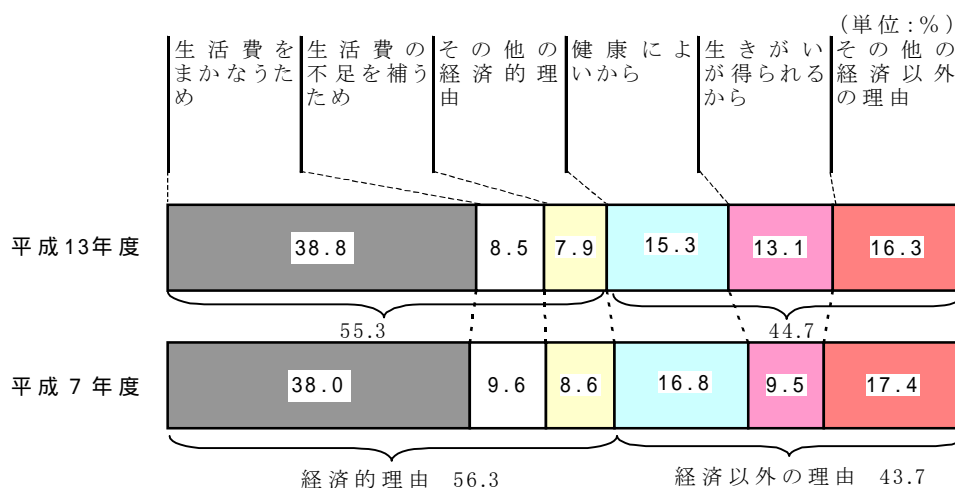 (単位:%)
生活費を
まかなうた
め
生活費の
不足を補う
ため
その他の
経済的理
由
健康によ
いから
生きがい
が得られる
から
その他の
経済以外
の理由
平成13年度
38.8
8.5
7.9
15.3
13.1
16.3
55.3
44.7
平成7年度
38.0
9.6
8.6
16.8
9.5
17.4
経済的理由 56.3
経済以外の理由 43.7